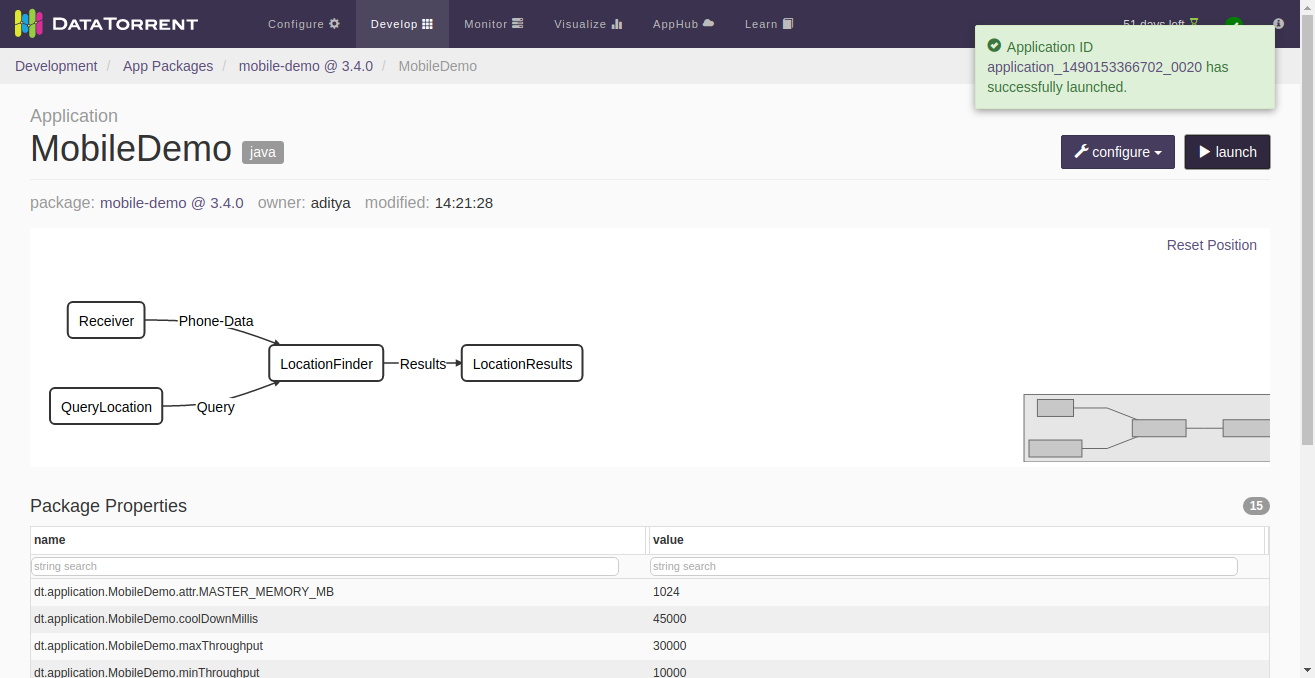 DATATORRENT
Configure
Develop
Monitor
Visualize
AppHub
Learn
51 days left
Application ID
application_1490153366702_0020 has
successfully launched.
Development / App Packages / mobile-demo @ 3.4.0 / MobileDemo
Application
MobileDemo java
configure
launch
package: mobile-demo @ 3.4.0 owner: aditya modified: 14:21:28
Reset Position
Receiver
Phone-Data
LocationFinder
Results
LocationResults
QueryLocation
Query
Package Properties
15
name value
string search string search
dt.application.MobileDemo.attr.MASTER_MEMORY_MB 1024
dt.application.MobileDemo.coolDownMillis 45000
dt.application.MobileDemo.maxThroughput 30000
dt.application.MobileDemo.minThroughput 10000